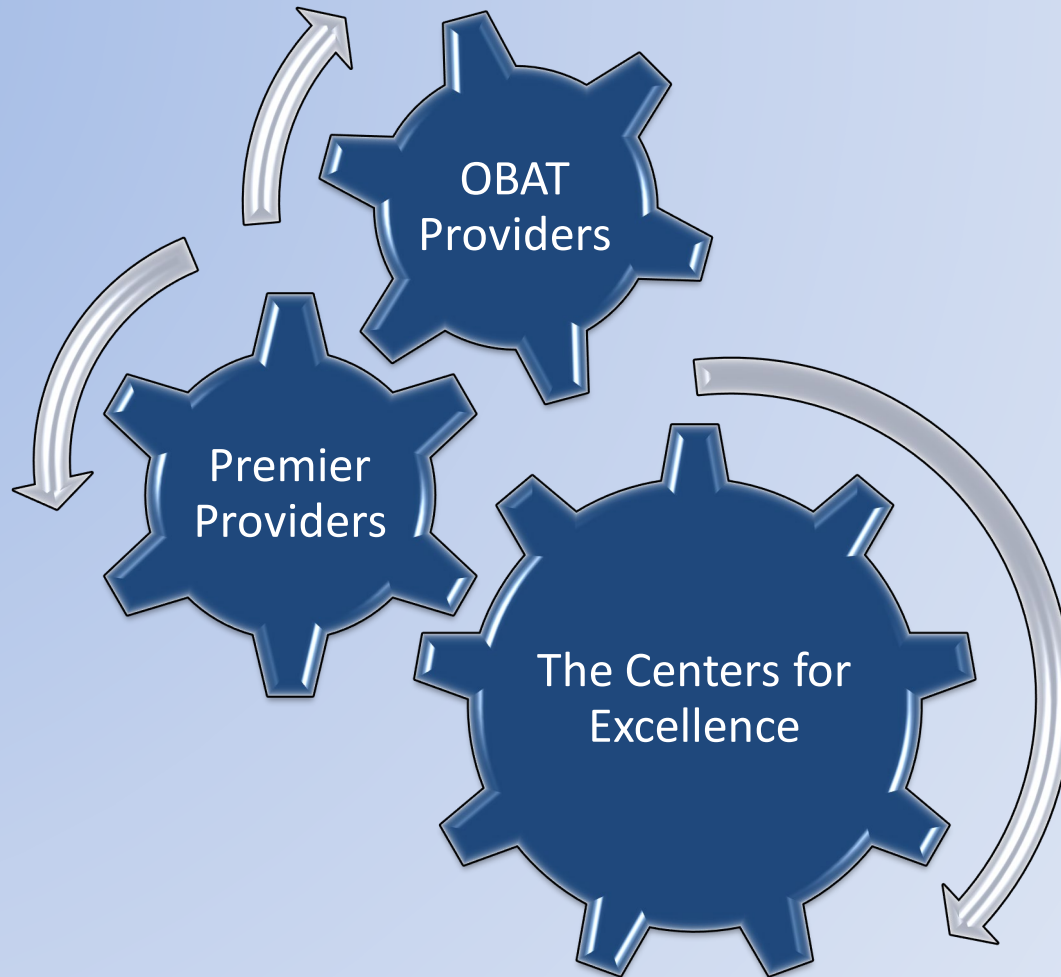 OBAT
Providers
Premier
Providers
The Centers for
Excellence